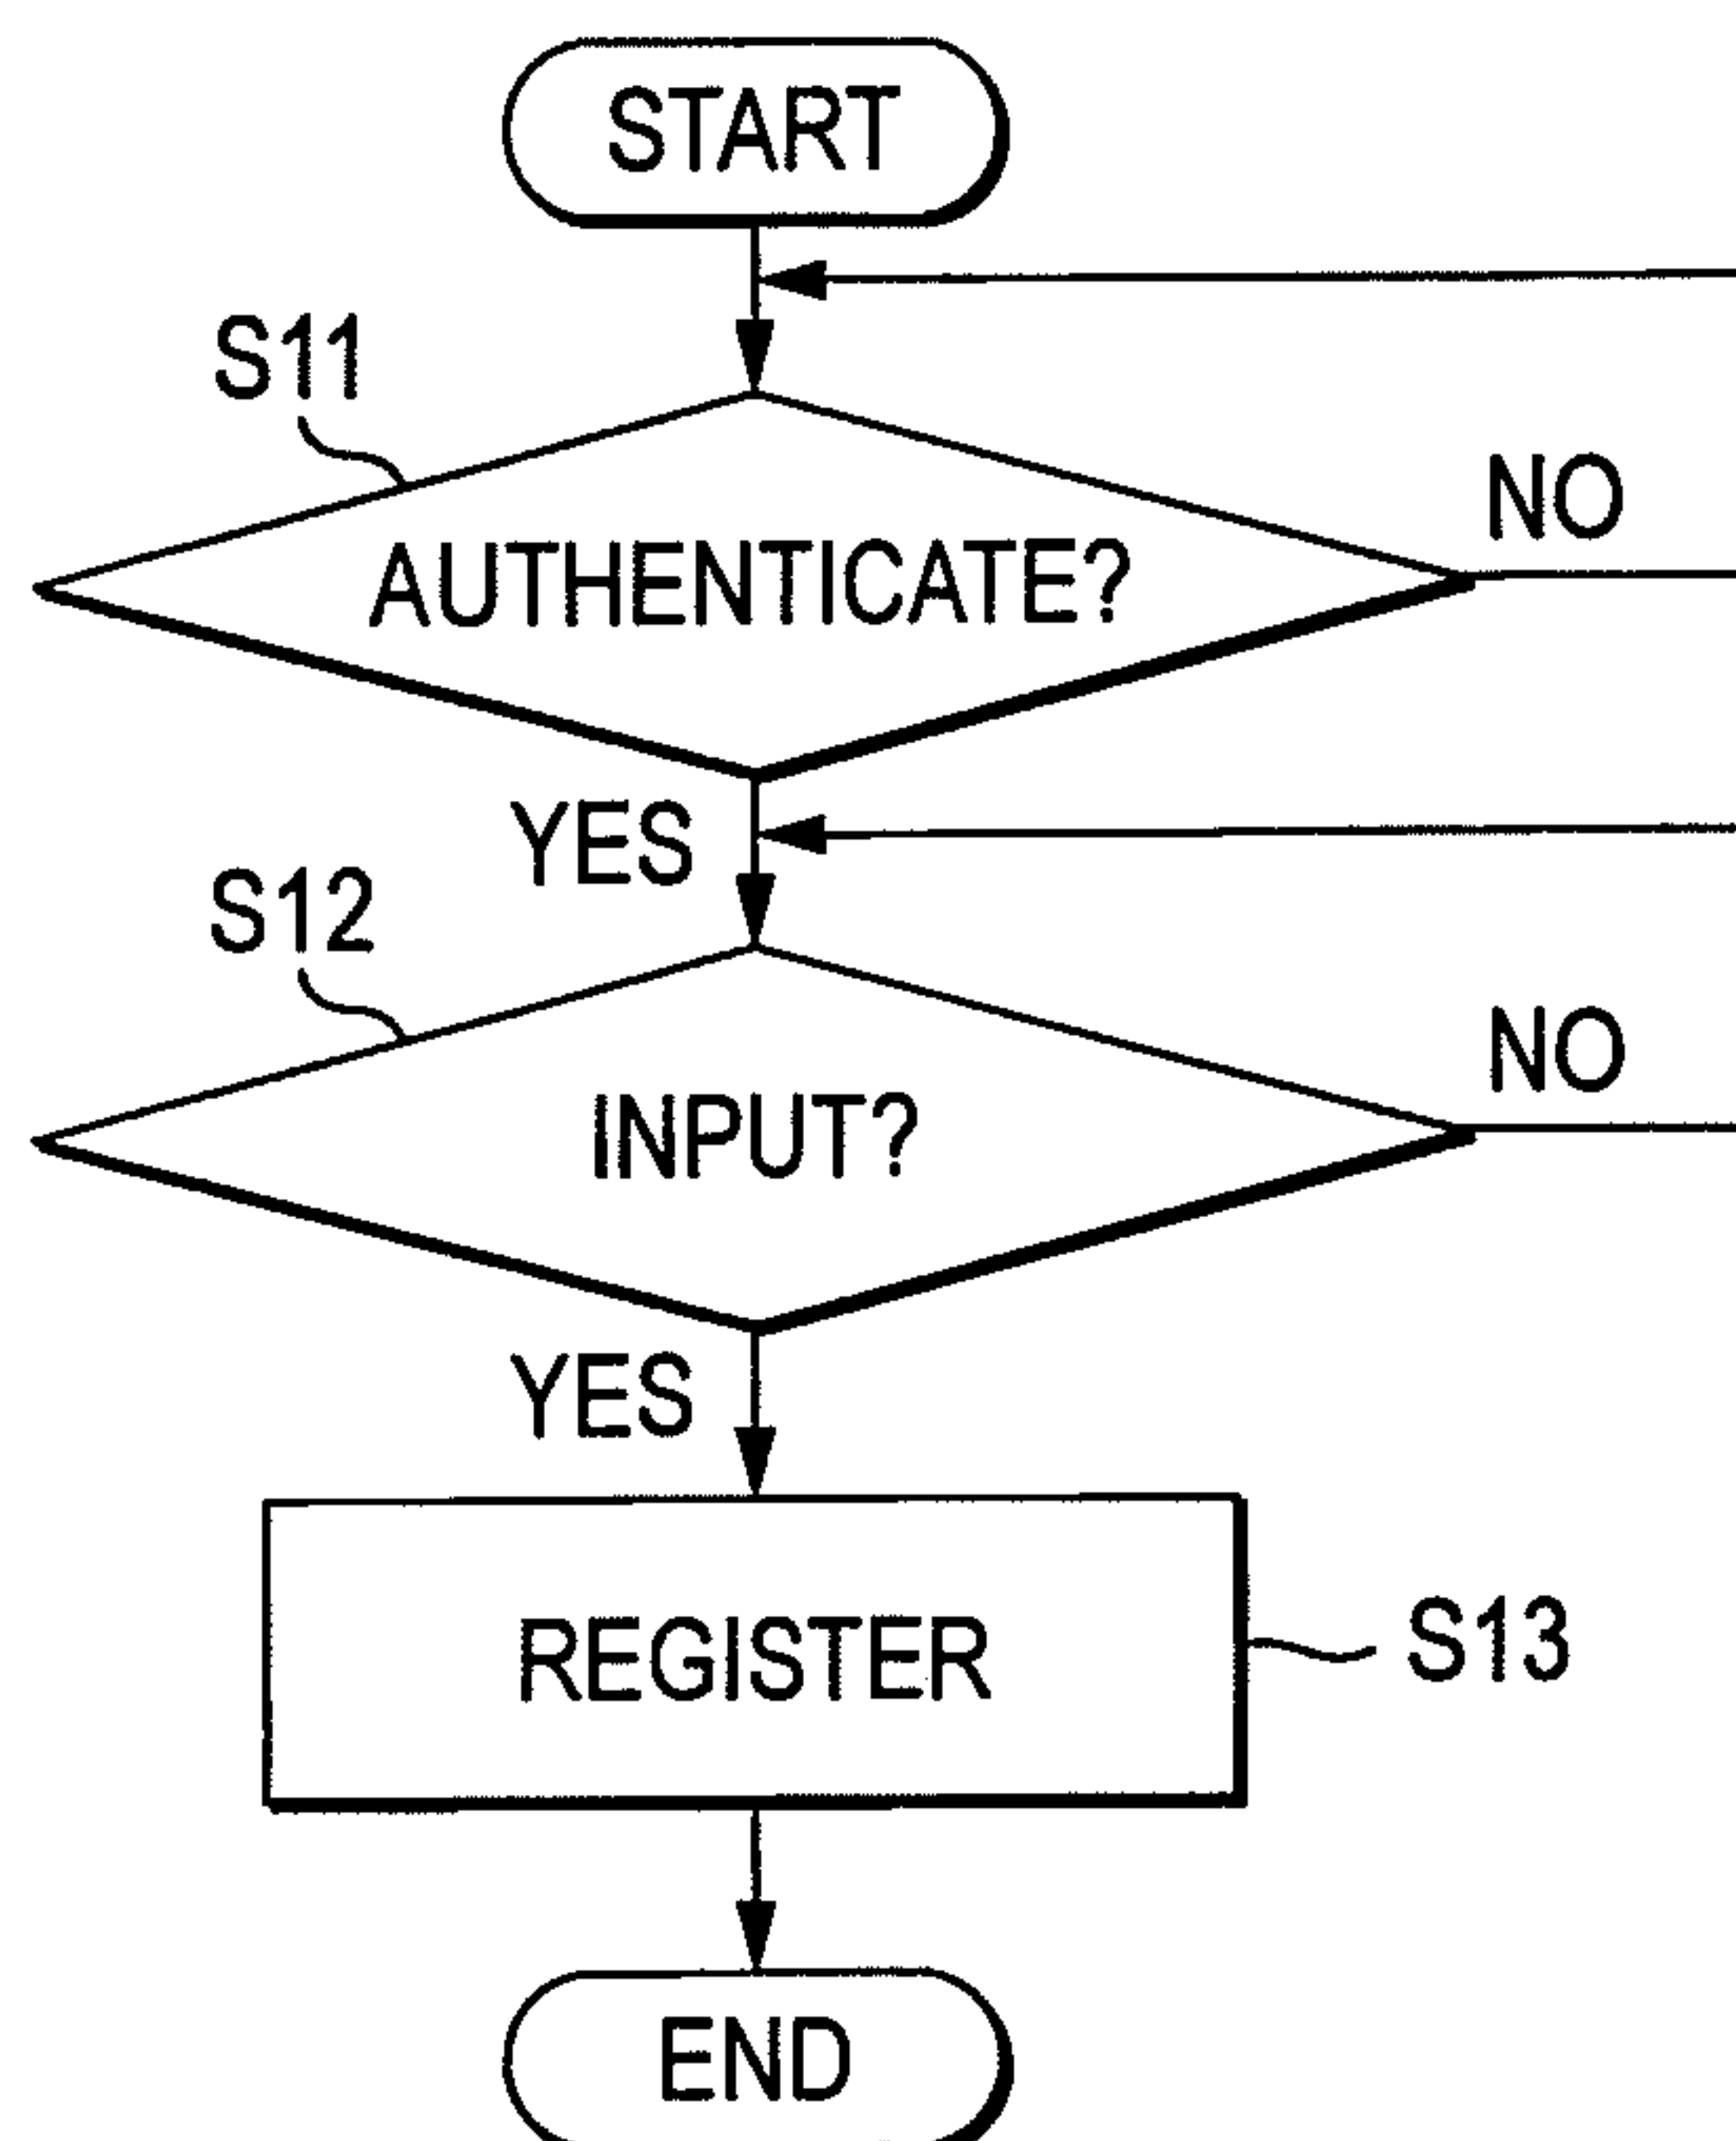 START
S11
NO
AUTHENTICATE?
YES
S12
NO
INPUT?
YES
REGISTER
S13
END